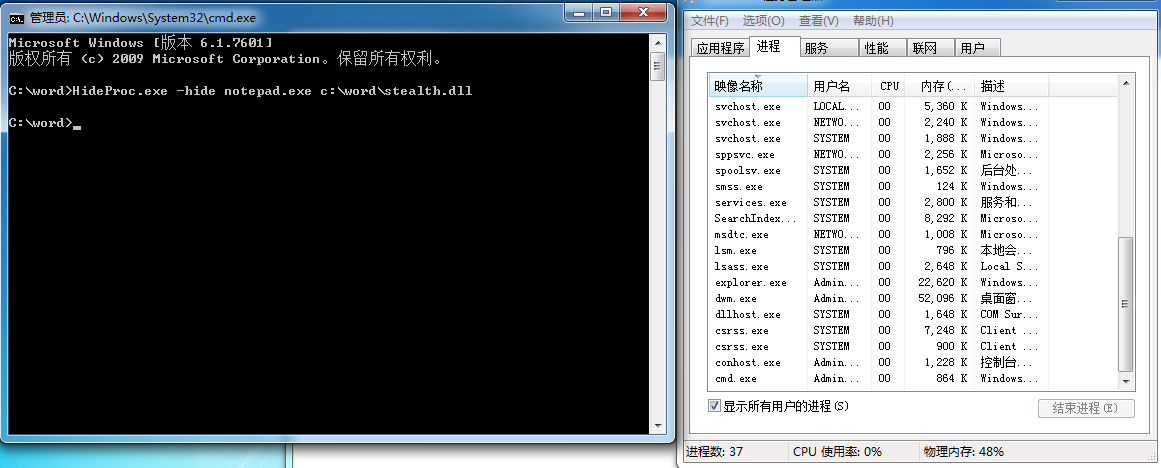 管理员: C:\Windows\System32\cmd.exe
Microsoft Windows [版本 6.1.7601]
版权所有 (c) 2009 Microsoft Corporation。保留所有权利。
C:\word>HideProc.exe -hide notepad.exe c:\word\stealth.dll
C:\word>_
文件(F) 选项(O) 查看(V) 帮助(H)
应用程序 进程 服务 性能 联网 用户
映像名称 用户名 CPU 内存(... 描述
svchost.exe LOCAL... 00 5,360 K Windows...
svchost.exe NETWO... 00 2,240 K Windows...
svchost.exe SYSTEM 00 1,888 K Windows...
sppsvc.exe NETWO... 00 2,256 K Microso...
spoolsv.exe SYSTEM 00 1,652 K 后台处...
smss.exe SYSTEM 00 124 K Windows...
services.exe SYSTEM 00 2,800 K 服务和...
SearchIndex... SYSTEM 00 8,292 K Microso...
msdtc.exe NETWO... 00 1,008 K Microso...
lsm.exe SYSTEM 00 796 K 本地会...
lsass.exe SYSTEM 00 2,648 K Local S...
explorer.exe Admin... 00 22,620 K Windows...
dwm.exe Admin... 00 52,096 K 桌面窗...
dllhost.exe SYSTEM 00 1,648 K COM Sur...
csrss.exe SYSTEM 00 7,248 K Client ...
csrss.exe SYSTEM 00 900 K Client ...
conhost.exe Admin... 00 1,228 K 控制台...
cmd.exe Admin... 00 864 K Windows...
显示所有用户的进程(S) 结束进程(E)
进程数: 37 CPU 使用率: 0% 物理内存: 48%